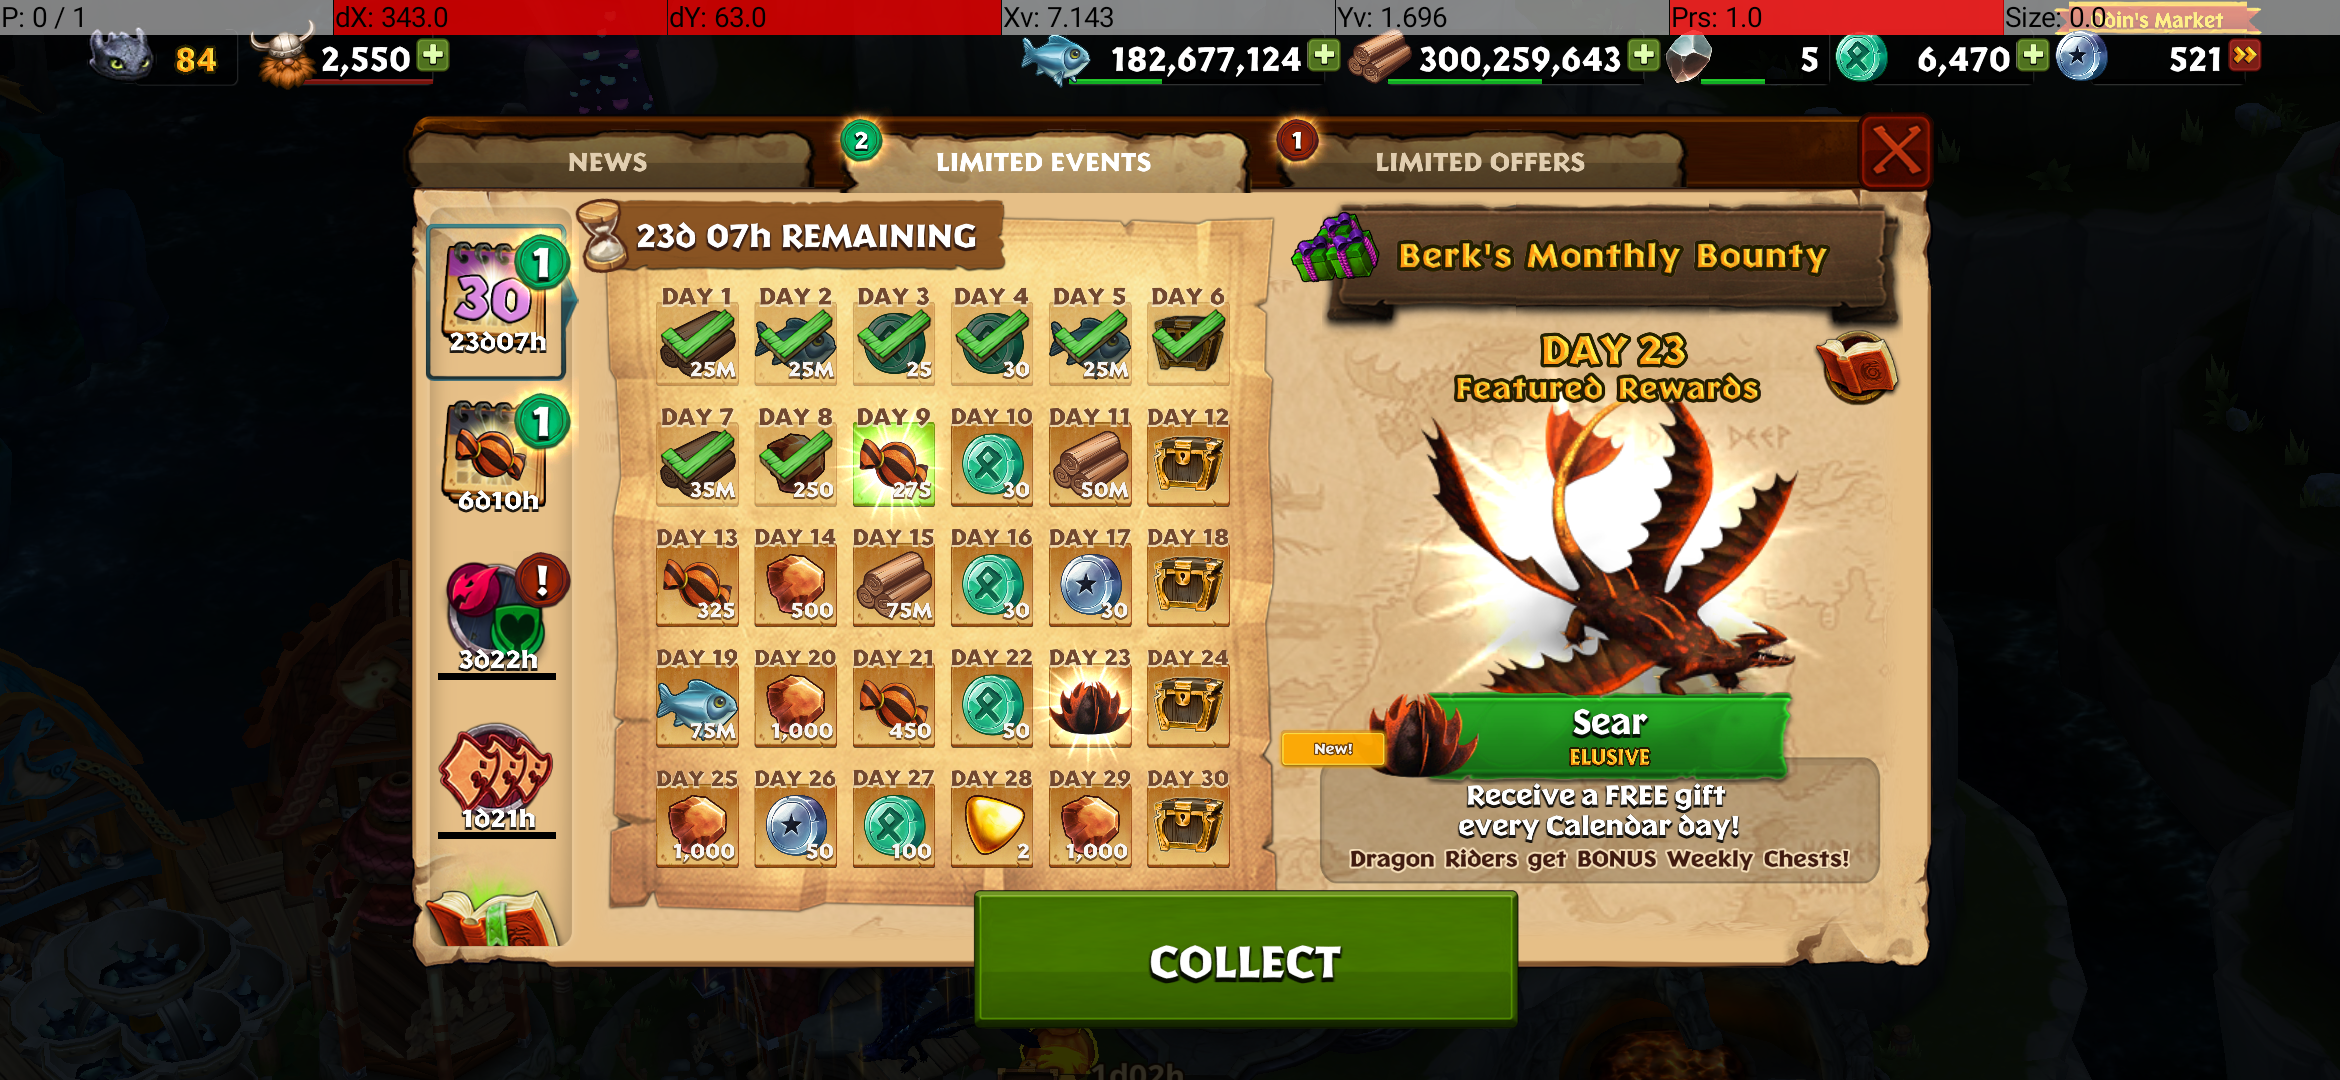 P: 0 / 1
dX: 343.0
dY: 63.0
Xv: 7.143
Yv: 1.696
Prs: 1.0
Size: 0.0
Odin's Market
84
2,550
182,677,124
300,259,643
5
6,470
521
NEWS
2
LIMITED EVENTS
1
LIMITED OFFERS
30
1
23d07h
1
6d10h
!
3d22h
1d21h
23d 07h REMAINING
DAY 1 DAY 2 DAY 3 DAY 4 DAY 5 DAY 6
25M 25M 25 30 25M
DAY 7 DAY 8 DAY 9 DAY 10 DAY 11 DAY 12
35M 250 275 30 50M
DAY 13 DAY 14 DAY 15 DAY 16 DAY 17 DAY 18
325 500 75M 30 30
DAY 19 DAY 20 DAY 21 DAY 22 DAY 23 DAY 24
75M 1,000 450 50
DAY 25 DAY 26 DAY 27 DAY 28 DAY 29 DAY 30
1,000 50 100 2 1,000
Berk's Monthly Bounty
DAY 23
Featured Rewards
New!
Sear
ELUSIVE
Receive a FREE gift
every Calendar day!
Dragon Riders get BONUS Weekly Chests!
COLLECT
1d02h